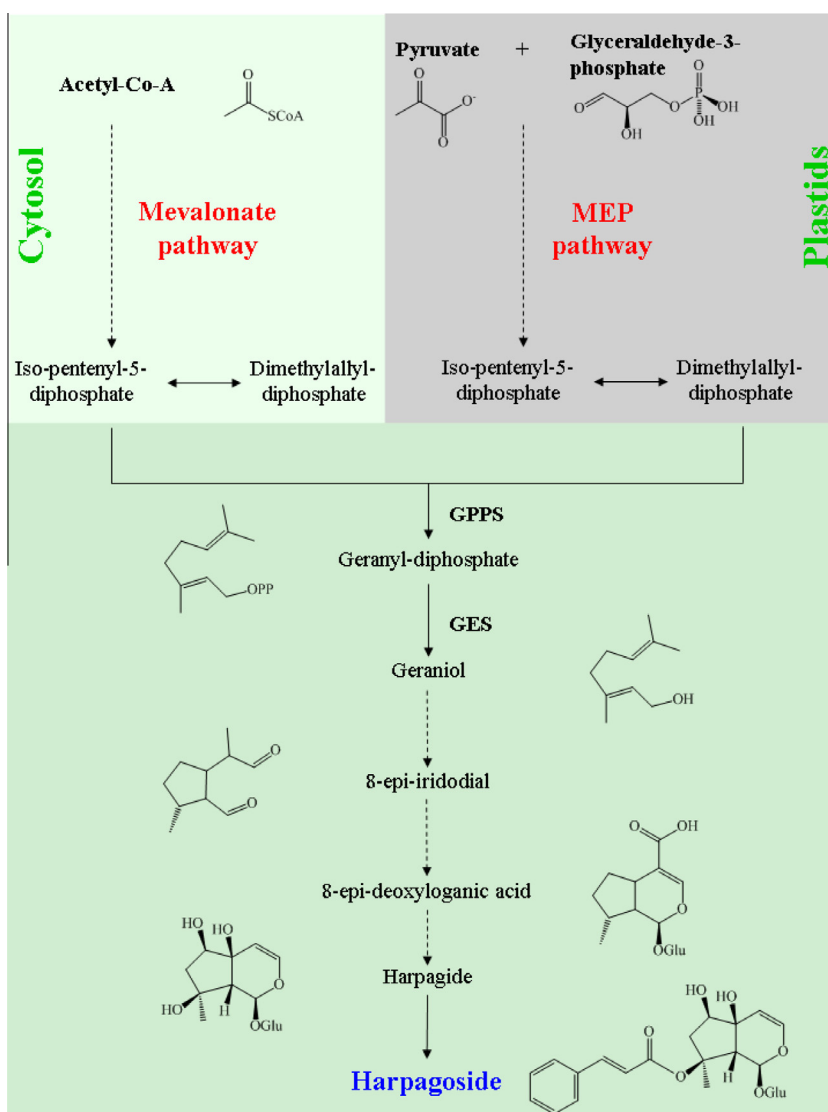 Pyruvate + Glyceraldehyde-3-
phosphate
Acetyl-Co-A
O
SCoA
O
O⁻
O
O
O
P
OH
OH
OH
Cytosol
Mevalonate
pathway
MEP
pathway
Plastids
Iso-pentenyl-5-
diphosphate
Dimethylallyl-
diphosphate
Iso-pentenyl-5-
diphosphate
Dimethylallyl-
diphosphate
GPPS
Geranyl-diphosphate
OPP
GES
Geraniol
OH
O
O
8-epi-iridodial
O
OH
8-epi-deoxyloganic acid
O
OGlu
HO
HO
Harpagide
O
HO
H
OGlu
Harpagoside
HO
HO
O
O
O
H
OGlu